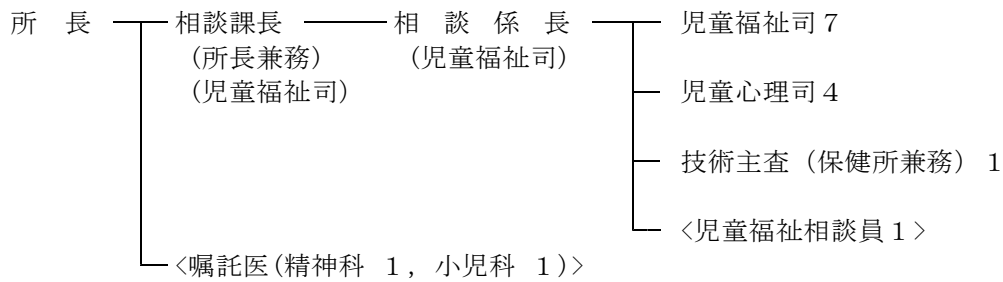 所長 相談課長 相談係長 児童福祉司7
(所長兼務) (児童福祉司)
(児童福祉司) 児童心理司4
技術主査(保健所兼務) 1
<児童福祉相談員1>
<嘱託医(精神科 1, 小児科 1)>